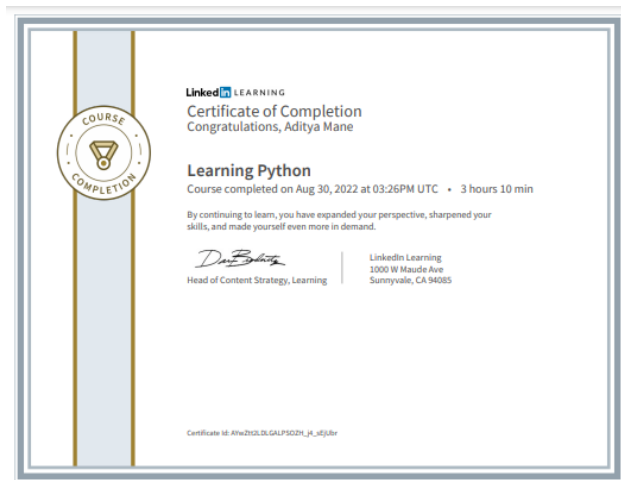 COURSE
COMPLETION
Linked in LEARNING
Certificate of Completion
Congratulations, Aditya Mane
Learning Python
Course completed on Aug 30, 2022 at 03:26PM UTC • 3 hours 10 min
By continuing to learn, you have expanded your perspective, sharpened your
skills, and made yourself even more in demand.
Head of Content Strategy, Learning
LinkedIn Learning
1000 W Maude Ave
Sunnyvale, CA 94085
Certificate Id: